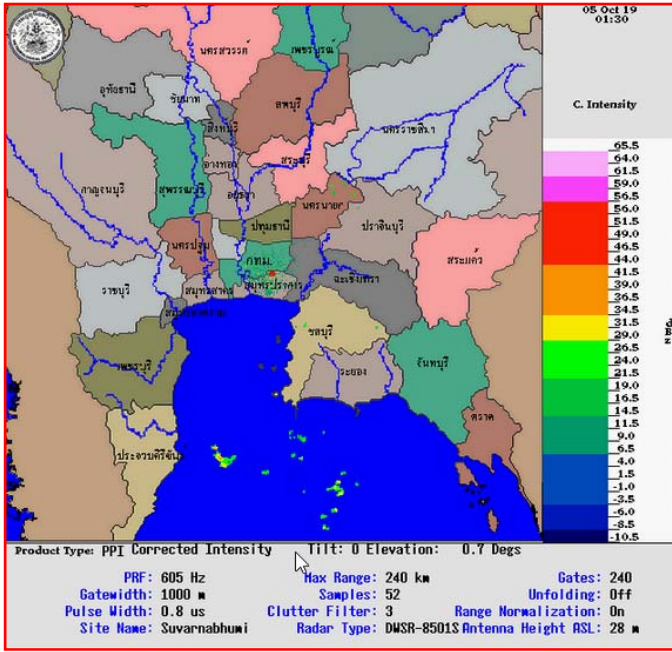 05 Oct 19
01:30
C. Intensity
เพชรบูรณ์
นครสวรรค์
อุทัยธานี
ชัยนาท
ลพบุรี
สิงหบุรี
นครราชสีมา
อ่างทอง
สระบุรี
กาญจนบุรี
สุพรรณบุรี
อยุธยา
นครนายก
ปราจีนบุรี
ปทุมธานี
นครปฐม
กทม.
สระแก้ว
ราชบุรี
สมุทรสาคร
สมุทรปราการ
ฉะเชิงเทรา
สมุทรสงคราม
ชลบุรี
เพชรบุรี
ระยอง
จันทบุรี
ตราด
ประจวบคีรีขันธ์
65.5
64.0
61.5
59.0
56.5
56.0
51.5
49.0
46.5
44.0
41.5
39.0
36.5
34.0
31.5
29.0
26.5
24.0
21.5
19.0
16.5
14.5
11.5
9.0
6.5
4.0
1.5
-1.0
-3.5
-6.0
-8.5
-10.5
Product Type: PPI Corrected Intensity Tilt: 0 Elevation: 0.7 Degs
PRF: 605 Hz Max Range: 240 km Gates: 240
Gatewidth: 1000 m Samples: 52 Unfolding: Off
Pulse Width: 0.8 us Clutter Filter: 3 Range Normalization: On
Site Name: Suvarnabhumi Radar Type: DWSR-8501S Antenna Height ASL: 28 m